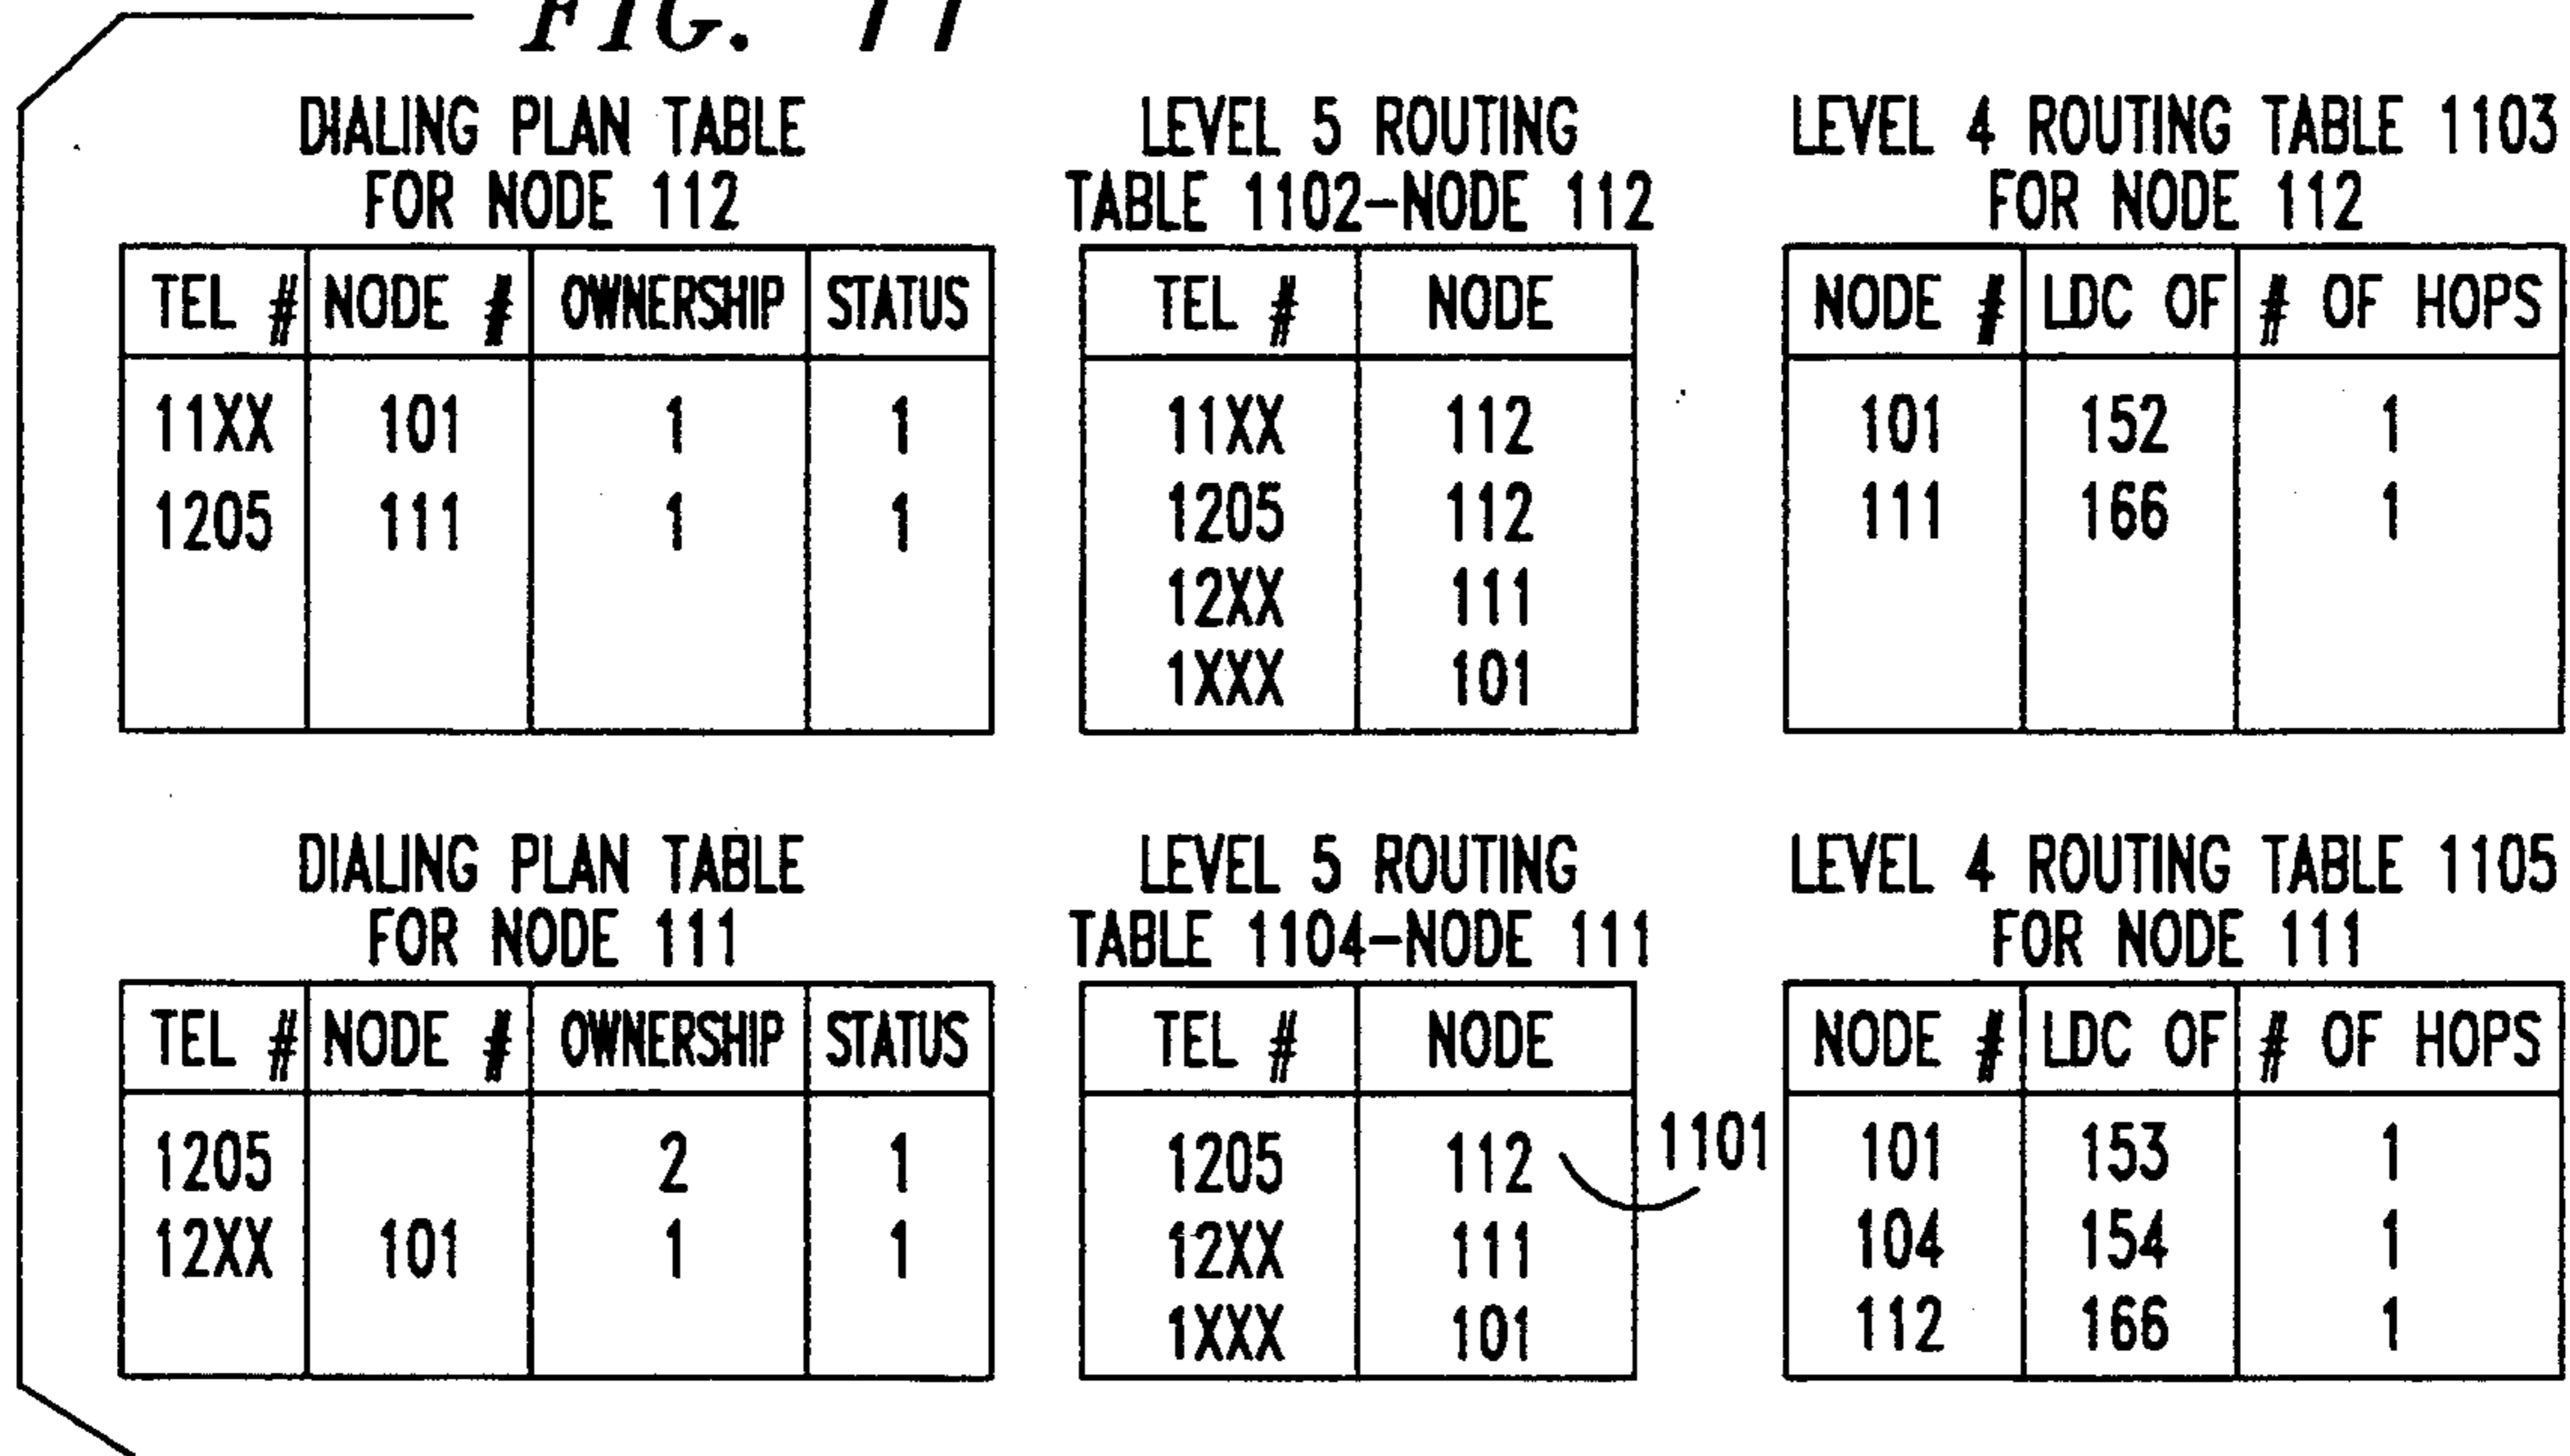 FIG. 11
DIALING PLAN TABLE
FOR NODE 112
TEL # NODE # OWNERSHIP STATUS
11XX 101 1 1
1205 111 1 1
LEVEL 5 ROUTING
TABLE 1102-NODE 112
TEL # NODE
11XX 112
1205 112
12XX 111
1XXX 101
LEVEL 4 ROUTING TABLE 1103
FOR NODE 112
NODE # LDC OF # OF HOPS
101 152 1
111 166 1
DIALING PLAN TABLE
FOR NODE 111
TEL # NODE # OWNERSHIP STATUS
1205 2 1
12XX 101 1 1
LEVEL 5 ROUTING
TABLE 1104-NODE 111
TEL # NODE
1205 112
12XX 111
1XXX 101
1101
LEVEL 4 ROUTING TABLE 1105
FOR NODE 111
NODE # LDC OF # OF HOPS
101 153 1
104 154 1
112 166 1